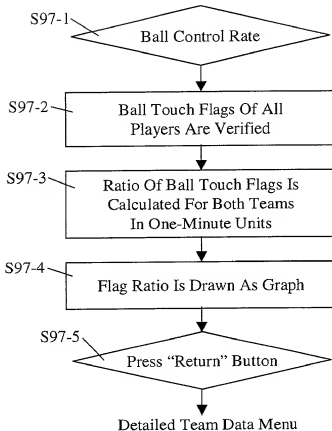 S97-1
Ball Control Rate
S97-2
Ball Touch Flags Of All
Players Are Verified
S97-3
Ratio Of Ball Touch Flags Is
Calculated For Both Teams
In One-Minute Units
S97-4
Flag Ratio Is Drawn As Graph
S97-5
Press “Return” Button
Detailed Team Data Menu